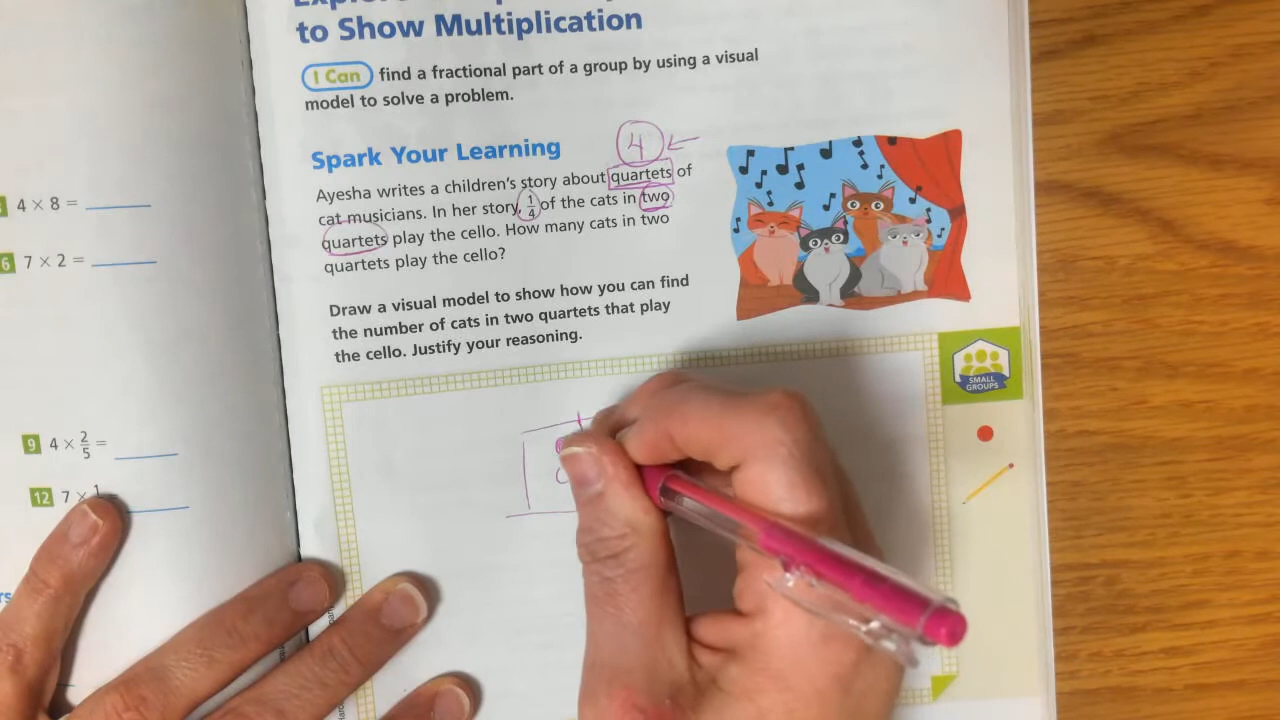 to Show Multiplication
I Can find a fractional part of a group by using a visual
model to solve a problem.
Spark Your Learning
4
Ayesha writes a children's story about quartets of
cat musicians. In her story, 1/4 of the cats in two
quartets play the cello. How many cats in two
quartets play the cello?
Draw a visual model to show how you can find
the number of cats in two quartets that play
the cello. Justify your reasoning.
SMALL
GROUPS
4 × 8 =
6 7 × 2 =
9 4 × 2/5 =
12 7 ×